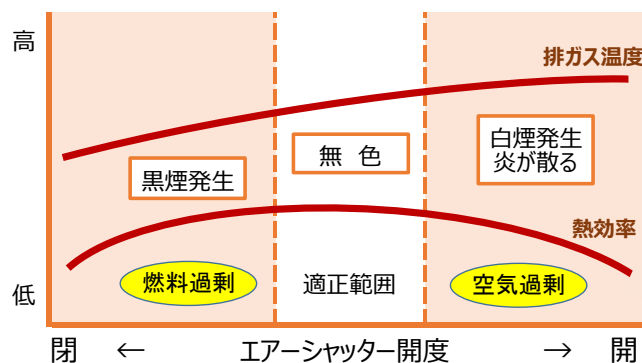 高
排ガス温度
白煙発生
炎が散る
無 色
黒煙発生
熱効率
燃料過剰
適正範囲
空気過剰
低
閉 ← エアーシャッター開度 → 開